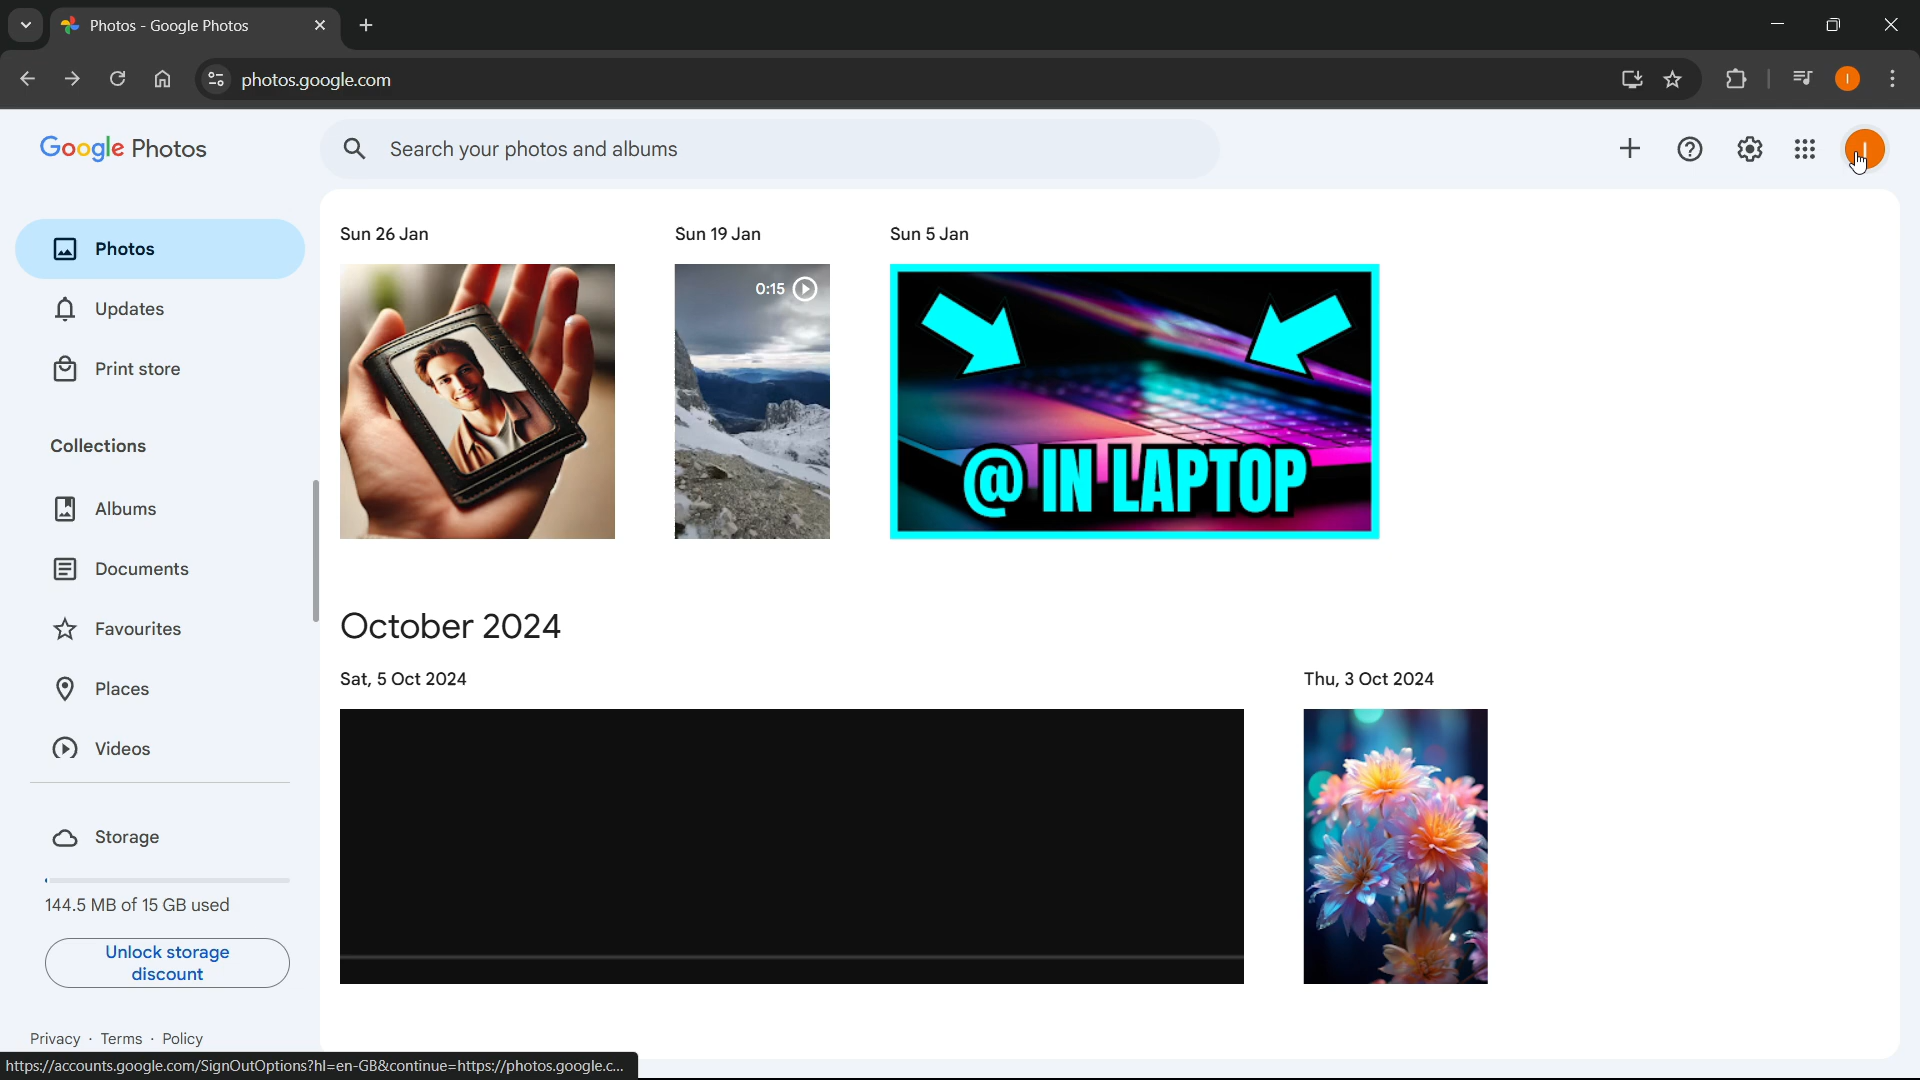 Photos - Google Photos
photos.google.com
I
Google Photos
Search your photos and albums
I
Photos
Updates
Print store
Collections
Albums
Documents
Favourites
Places
Videos
Storage
144.5 MB of 15 GB used
Unlock storage
discount
Privacy · Terms · Policy
Sun 26 Jan
Sun 19 Jan
Sun 5 Jan
0:15
@ IN LAPTOP
October 2024
Sat, 5 Oct 2024
Thu, 3 Oct 2024
https://accounts.google.com/SignOutOptions?hl=en-GB&continue=https://photos.google.c...